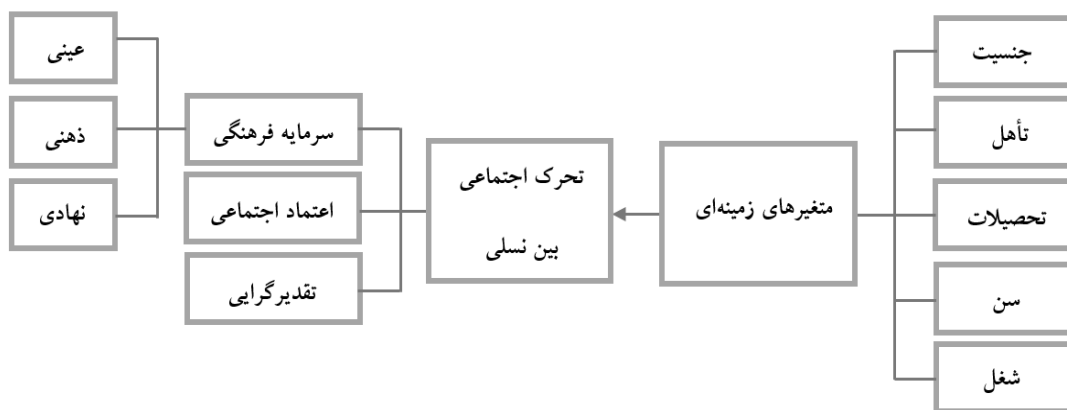 جنسیت
تأهل
تحصیلات
سن
شغل
متغیرهای زمینه‌ای
تحرک اجتماعی
بین نسلی
سرمایه فرهنگی
اعتماد اجتماعی
تقدیرگرایی
عینی
ذهنی
نهادی